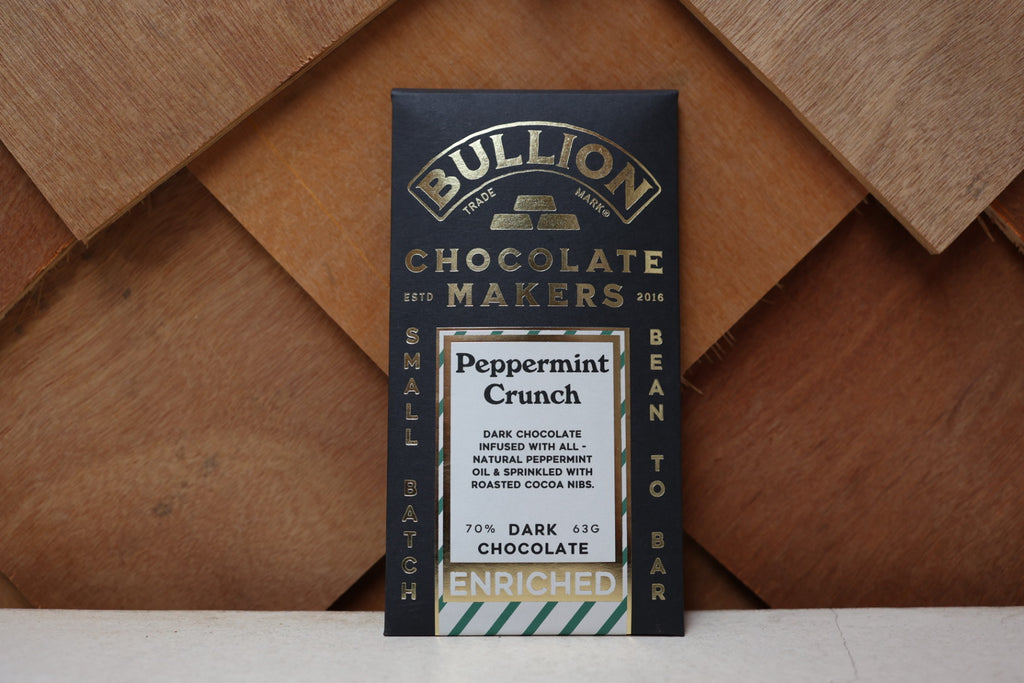 BULLION
TRADE MARK®
CHOCOLATE
ESTD MAKERS 2016
SMALL BATCH
BEAN TO BAR
Peppermint
Crunch
DARK CHOCOLATE
INFUSED WITH ALL -
NATURAL PEPPERMINT
OIL & SPRINKLED WITH
ROASTED COCOA NIBS.
70% DARK 63G
CHOCOLATE
ENRICHED